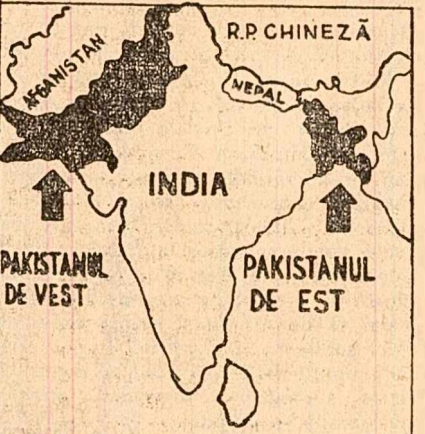 R.P. CHINEZĂ
AFGANISTAN
NEPAL
INDIA
PAKISTANUL
DE VEST
PAKISTANUL
DE EST